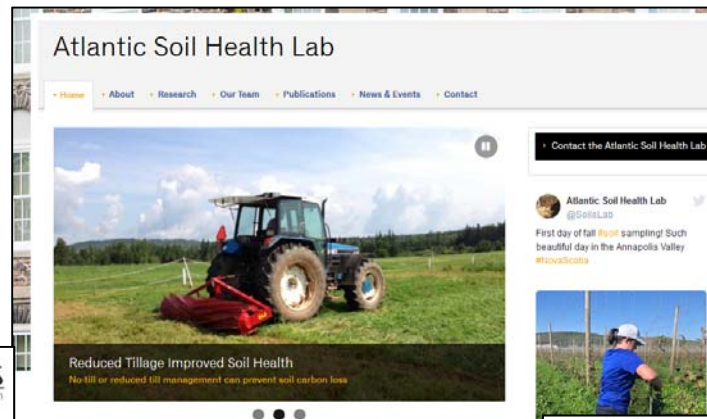 Atlantic Soil Health Lab
Home About Research Our Team Publications News & Events Contact
Contact the Atlantic Soil Health Lab
Atlantic Soil Health Lab
@SoilsLab
First day of fall #soil sampling! Such
beautiful day in the Annapolis Valley
#NovaScotia
Reduced Tillage Improved Soil Health
No-till or reduced till management can prevent soil carbon loss